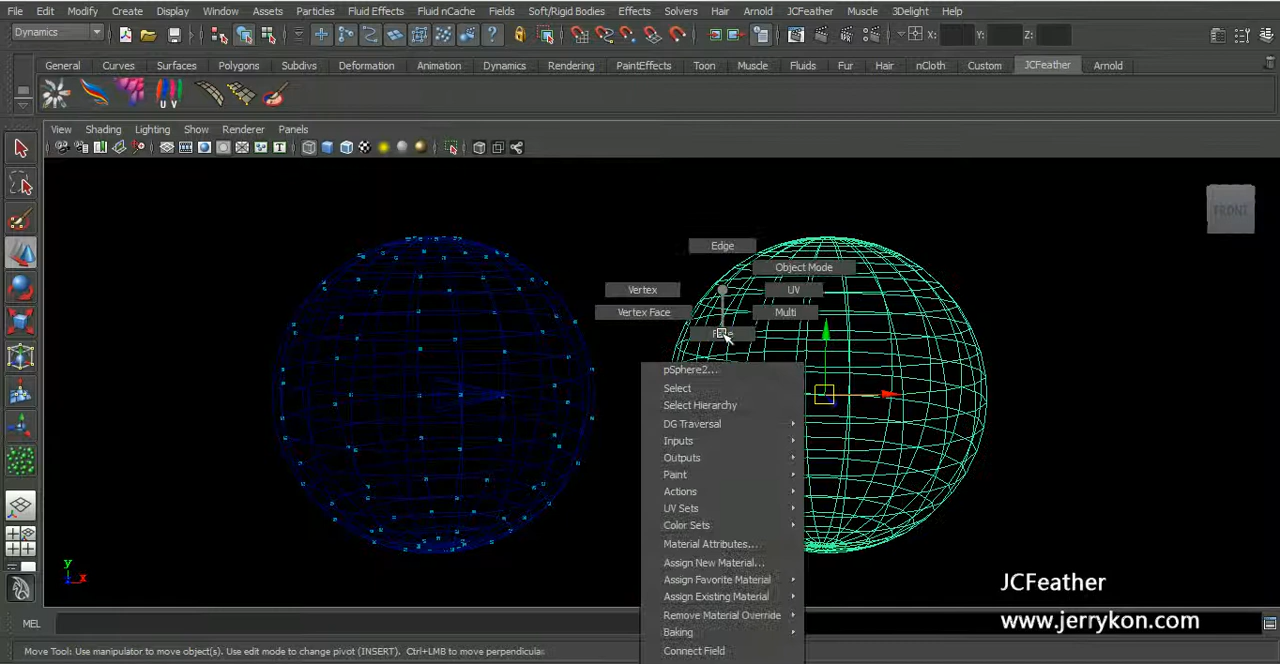 File Edit Modify Create Display Window Assets Particles Fluid Effects Fluid nCache Fields Soft/Rigid Bodies Effects Solvers Hair Arnold JCFeather Muscle 3Delight Help
Dynamics X: Y: Z:
General Curves Surfaces Polygons Subdivs Deformation Animation Dynamics Rendering PaintEffects Toon Muscle Fluids Fur Hair nCloth Custom JCFeather Arnold
U V
View Shading Lighting Show Renderer Panels
FRONT
Edge
Object Mode
Vertex UV
Vertex Face Multi
pSphere2...
Select
Select Hierarchy
DG Traversal
Inputs
Outputs
Paint
Actions
UV Sets
Color Sets
Material Attributes...
Assign New Material...
Assign Favorite Material
Assign Existing Material
Remove Material Override
Baking
Connect Field
y
x
JCFeather
www.jerrykon.com
MEL
Move Tool: Use manipulator to move object(s). Use edit mode to change pivot (INSERT). Ctrl+LMB to move perpendicula